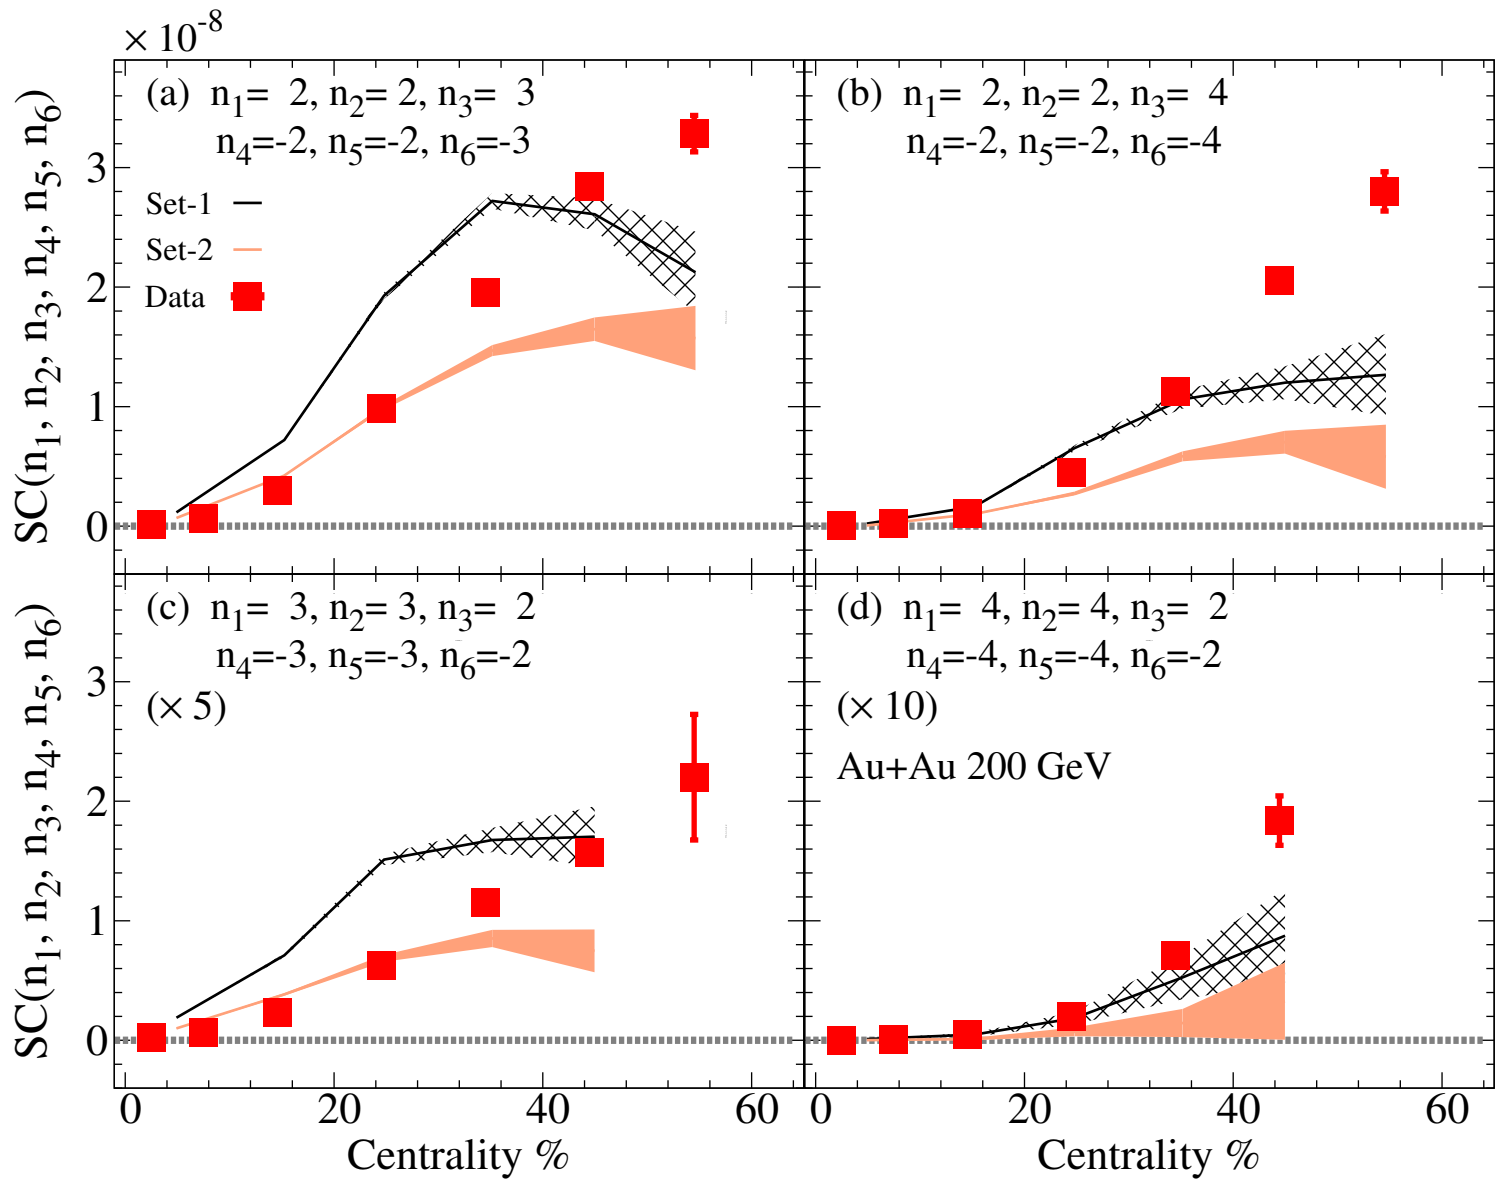 × 10-8
SC(n1, n2, n3, n4, n5, n6)
3
2
1
0
(a) n1= 2, n2= 2, n3= 3
n4=-2, n5=-2, n6=-3
Set-1
Set-2
Data
(b) n1= 2, n2= 2, n3= 4
n4=-2, n5=-2, n6=-4
SC(n1, n2, n3, n4, n5, n6)
3
2
1
0
(c) n1= 3, n2= 3, n3= 2
n4=-3, n5=-3, n6=-2
(× 5)
(d) n1= 4, n2= 4, n3= 2
n4=-4, n5=-4, n6=-2
(× 10)
Au+Au 200 GeV
0 20 40 60
0 20 40 60
Centrality %
Centrality %